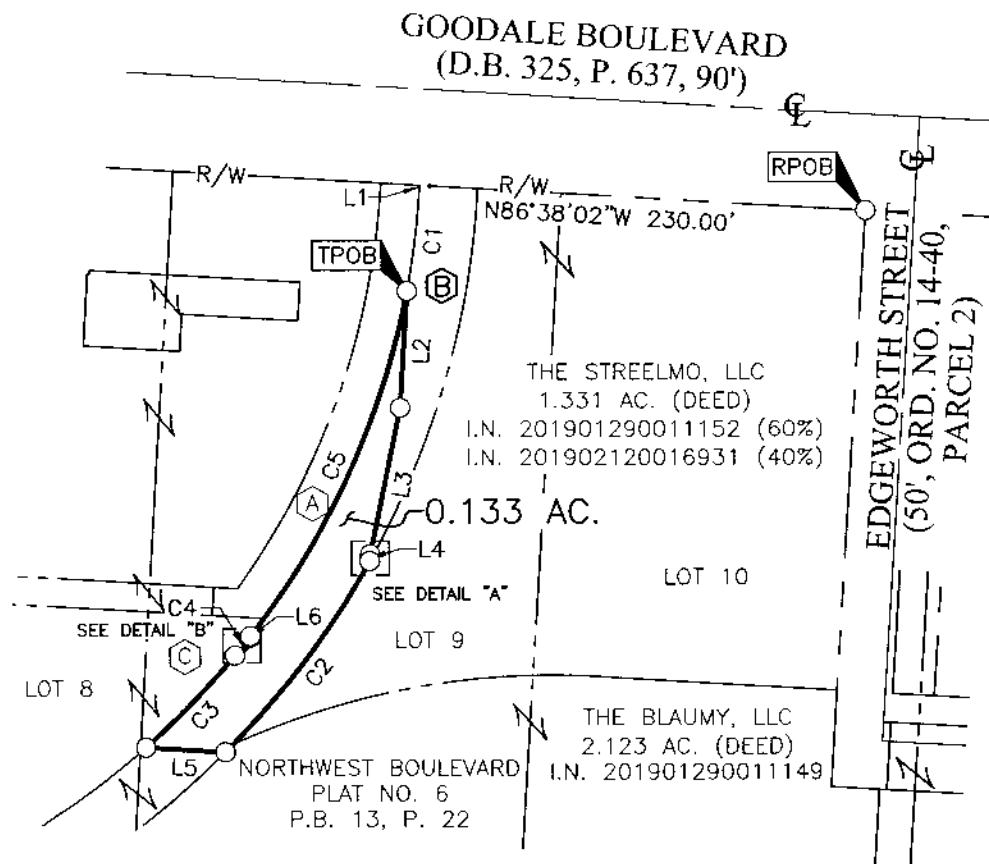 GOODALE BOULEVARD
(D.B. 325, P. 637, 90')
CL
CL
RPOB
R/W
R/W
L1
N86°38'02"W 230.00'
C1
TPOB
B
EDGEWORTH STREET
(50', ORD. NO. 14-40,
PARCEL 2)
L2
THE STREELMO, LLC
1.331 AC. (DEED)
I.N. 201901290011152 (60%)
I.N. 201902120016931 (40%)
C5
A
L3
0.133 AC.
L4
SEE DETAIL "A"
LOT 10
C4
L6
SEE DETAIL "B"
C
LOT 9
C2
LOT 8
C3
L5
THE BLAUMY, LLC
2.123 AC. (DEED)
I.N. 201901290011149
NORTHWEST BOULEVARD
PLAT NO. 6
P.B. 13, P. 22